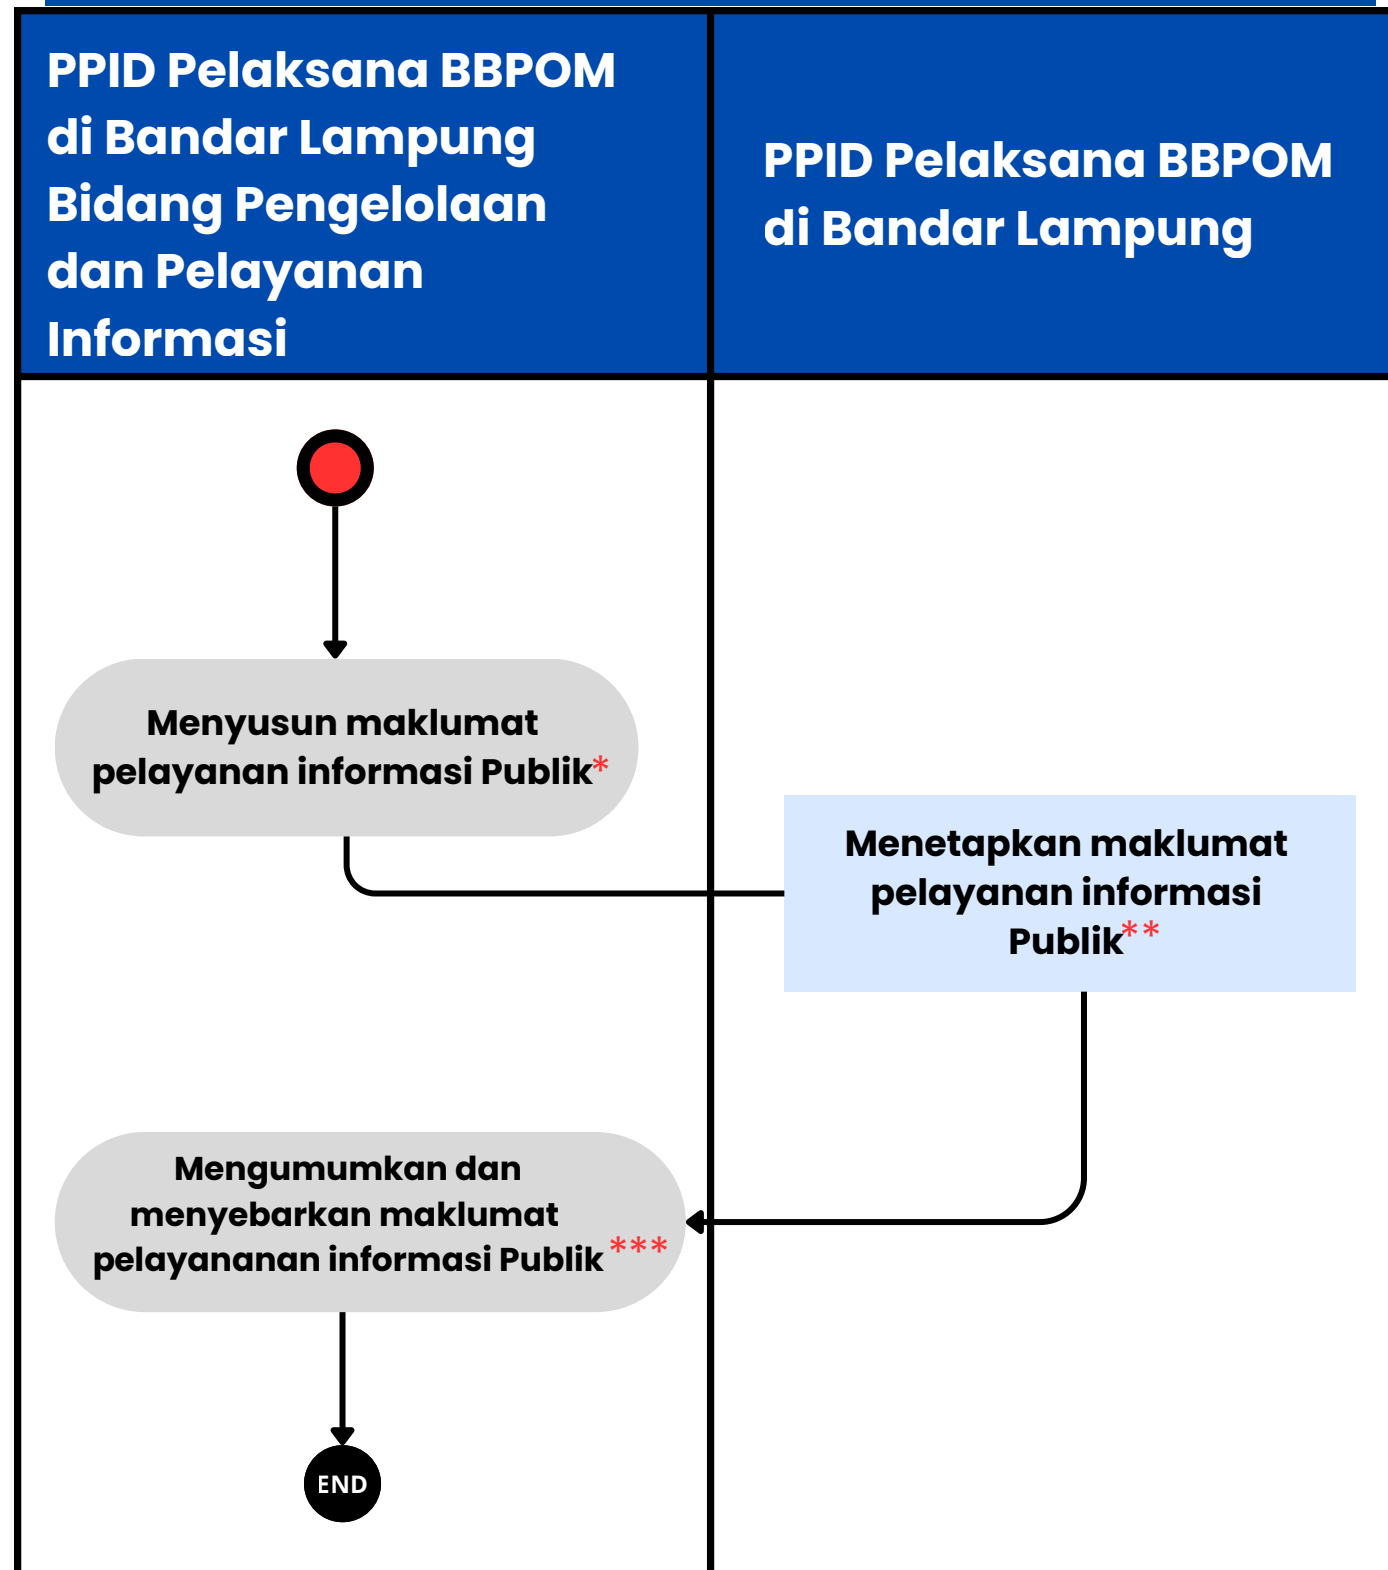 PPID Pelaksana BBPOM
di Bandar Lampung
Bidang Pengelolaan
dan Pelayanan
Informasi
PPID Pelaksana BBPOM
di Bandar Lampung
Menyusun maklumat
pelayanan informasi Publik*
Menetapkan maklumat
pelayanan informasi
Publik**
Mengumumkan dan
menyebarkan maklumat
pelayananan informasi Publik ***
END